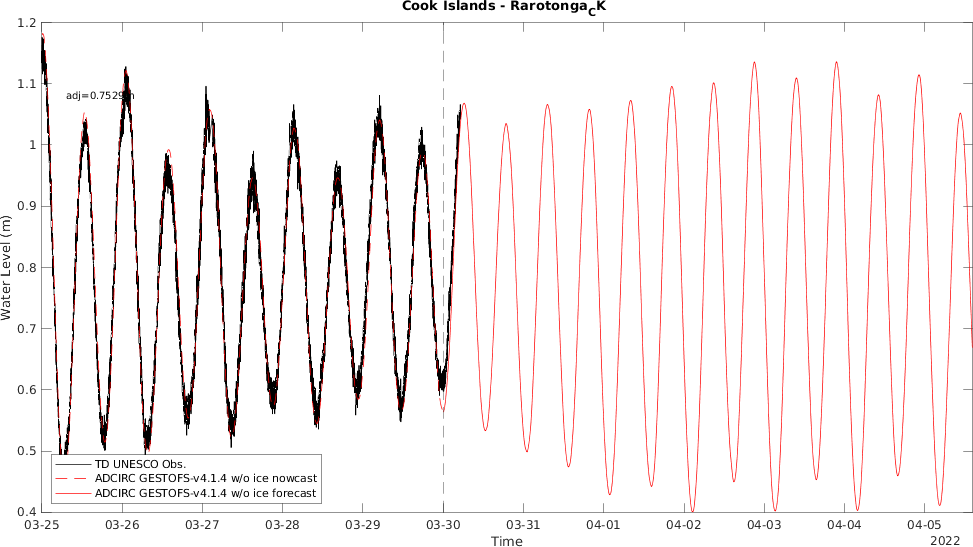 Cook Islands - Rarotonga_CK
adj=0.7529m
1.2
1.1
1
0.9
0.8
0.7
0.6
0.5
0.4
Water Level (m)
TD UNESCO Obs.
ADCIRC GESTOFS-v4.1.4 w/o ice nowcast
ADCIRC GESTOFS-v4.1.4 w/o ice forecast
03-25 03-26 03-27 03-28 03-29 03-30 03-31 04-01 04-02 04-03 04-04 04-05
Time
2022